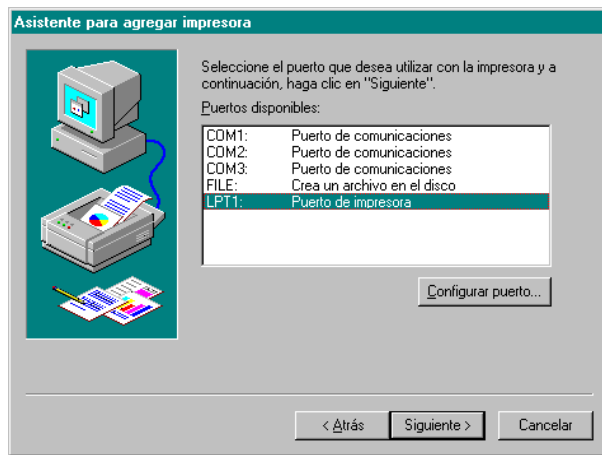 Asistente para agregar impresora
Seleccione el puerto que desea utilizar con la impresora y a
continuación, haga clic en "Siguiente".
Puertos disponibles:
COM1: Puerto de comunicaciones
COM2: Puerto de comunicaciones
COM3: Puerto de comunicaciones
FILE: Crea un archivo en el disco
LPT1: Puerto de impresora
Configurar puerto...
< Atrás Siguiente > Cancelar